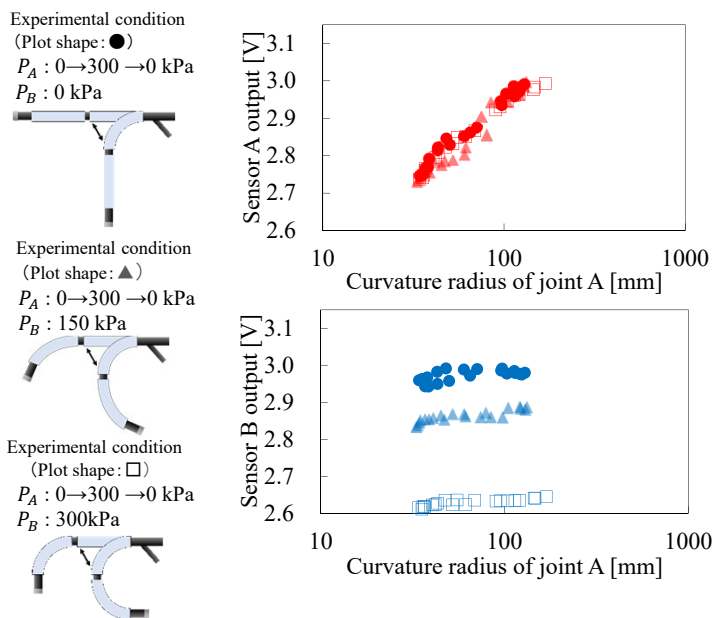 Experimental condition
（Plot shape : ●）
P_A : 0→300 →0 kPa
P_B : 0 kPa
Experimental condition
（Plot shape : ▲）
P_A : 0→300 →0 kPa
P_B : 150 kPa
Experimental condition
（Plot shape : □）
P_A : 0→300 →0 kPa
P_B : 300kPa
Sensor A output [V]
3.1
3.0
2.9
2.8
2.7
2.6
10
100
1000
Curvature radius of joint A [mm]
Sensor B output [V]
3.1
3.0
2.9
2.8
2.7
2.6
10
100
1000
Curvature radius of joint A [mm]